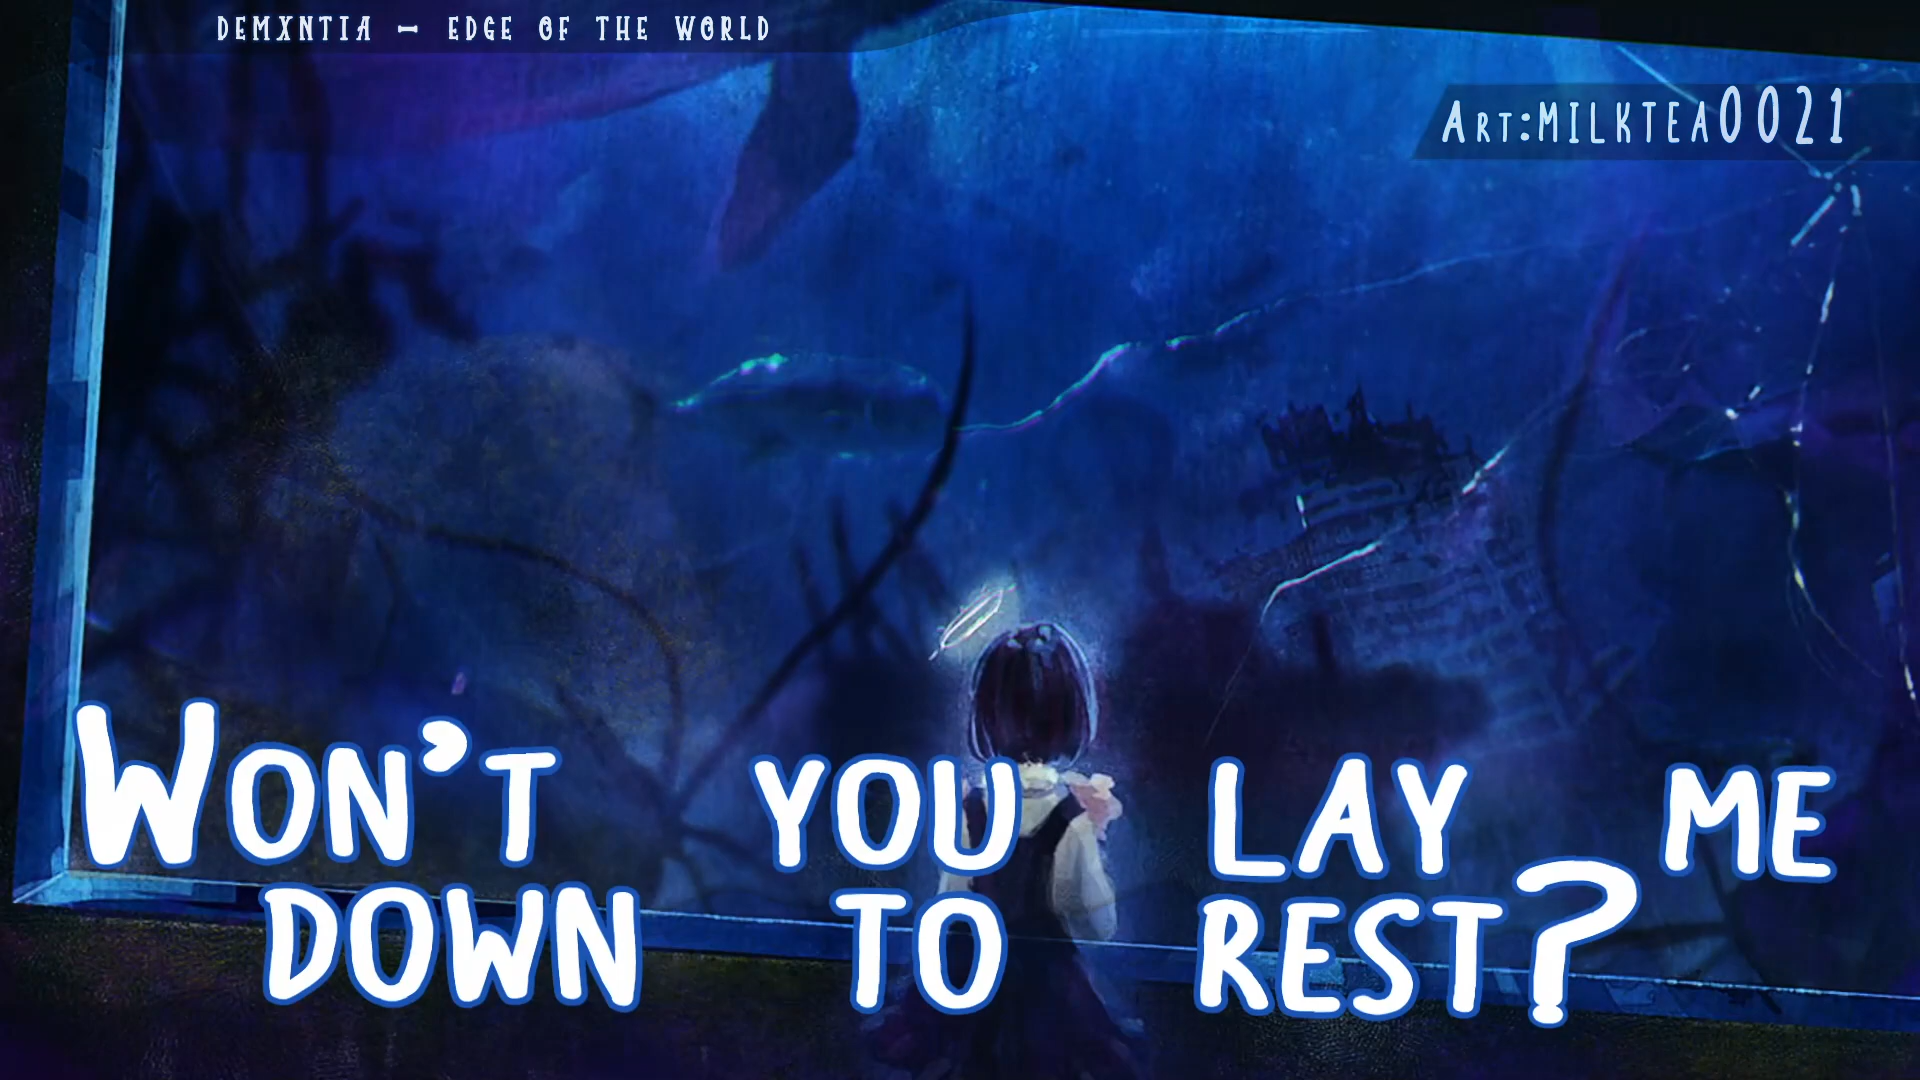 DEMXNTIA – EDGE OF THE WORLD
ART:MILKTEA0021
WON'T YOU LAY ME
DOWN TO REST?